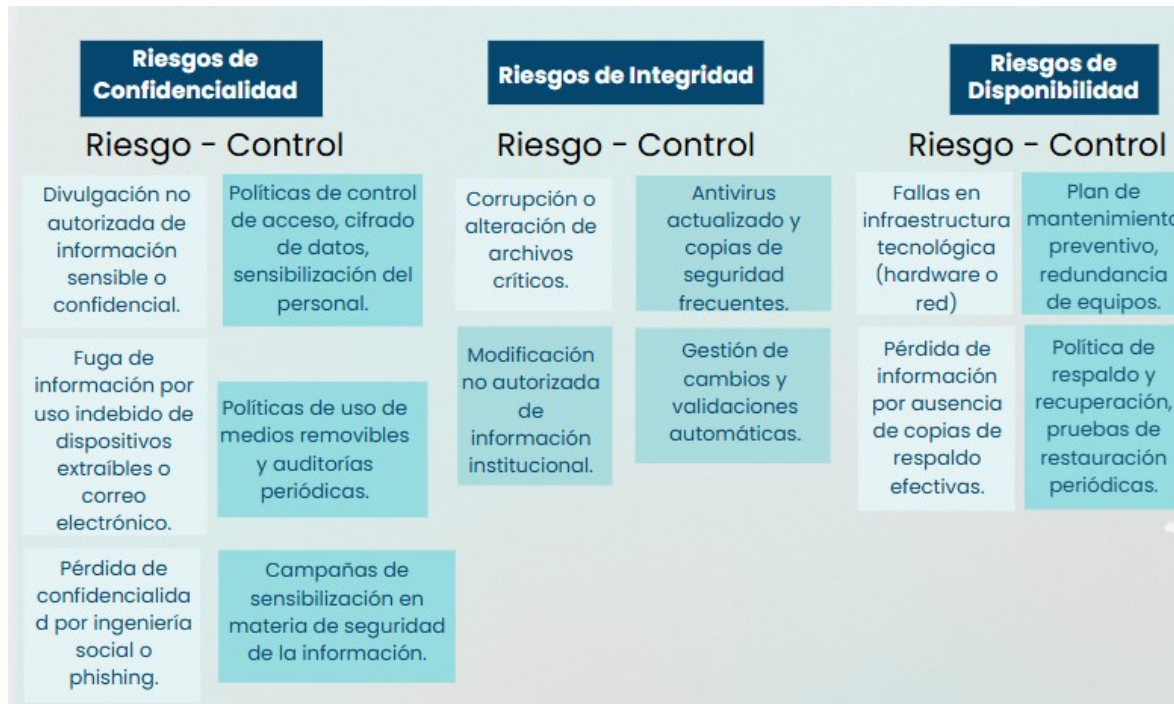 Riesgos de
Confidencialidad
Riesgo - Control
Divulgación no
autorizada de
información
sensible o
confidencial.
Políticas de control
de acceso, cifrado
de datos,
sensibilización del
personal.
Fuga de
información por
uso indebido de
dispositivos
extraíbles o
correo
electrónico.
Políticas de uso de
medios removibles
y auditorías
periódicas.
Pérdida de
confidencialida
d por ingeniería
social o
phishing.
Campañas de
sensibilización en
materia de seguridad
de la información.
Riesgos de Integridad
Riesgo - Control
Corrupción o
alteración de
archivos
críticos.
Antivirus
actualizado y
copias de
seguridad
frecuentes.
Modificación
no autorizada
de
información
institucional.
Gestión de
cambios y
validaciones
automáticas.
Riesgos de
Disponibilidad
Riesgo - Control
Fallas en
infraestructura
tecnológica
(hardware o
red)
Plan de
mantenimiento
preventivo,
redundancia
de equipos.
Pérdida de
información
por ausencia
de copias de
respaldo
efectivas.
Política de
respaldo y
recuperación,
pruebas de
restauración
periódicas.